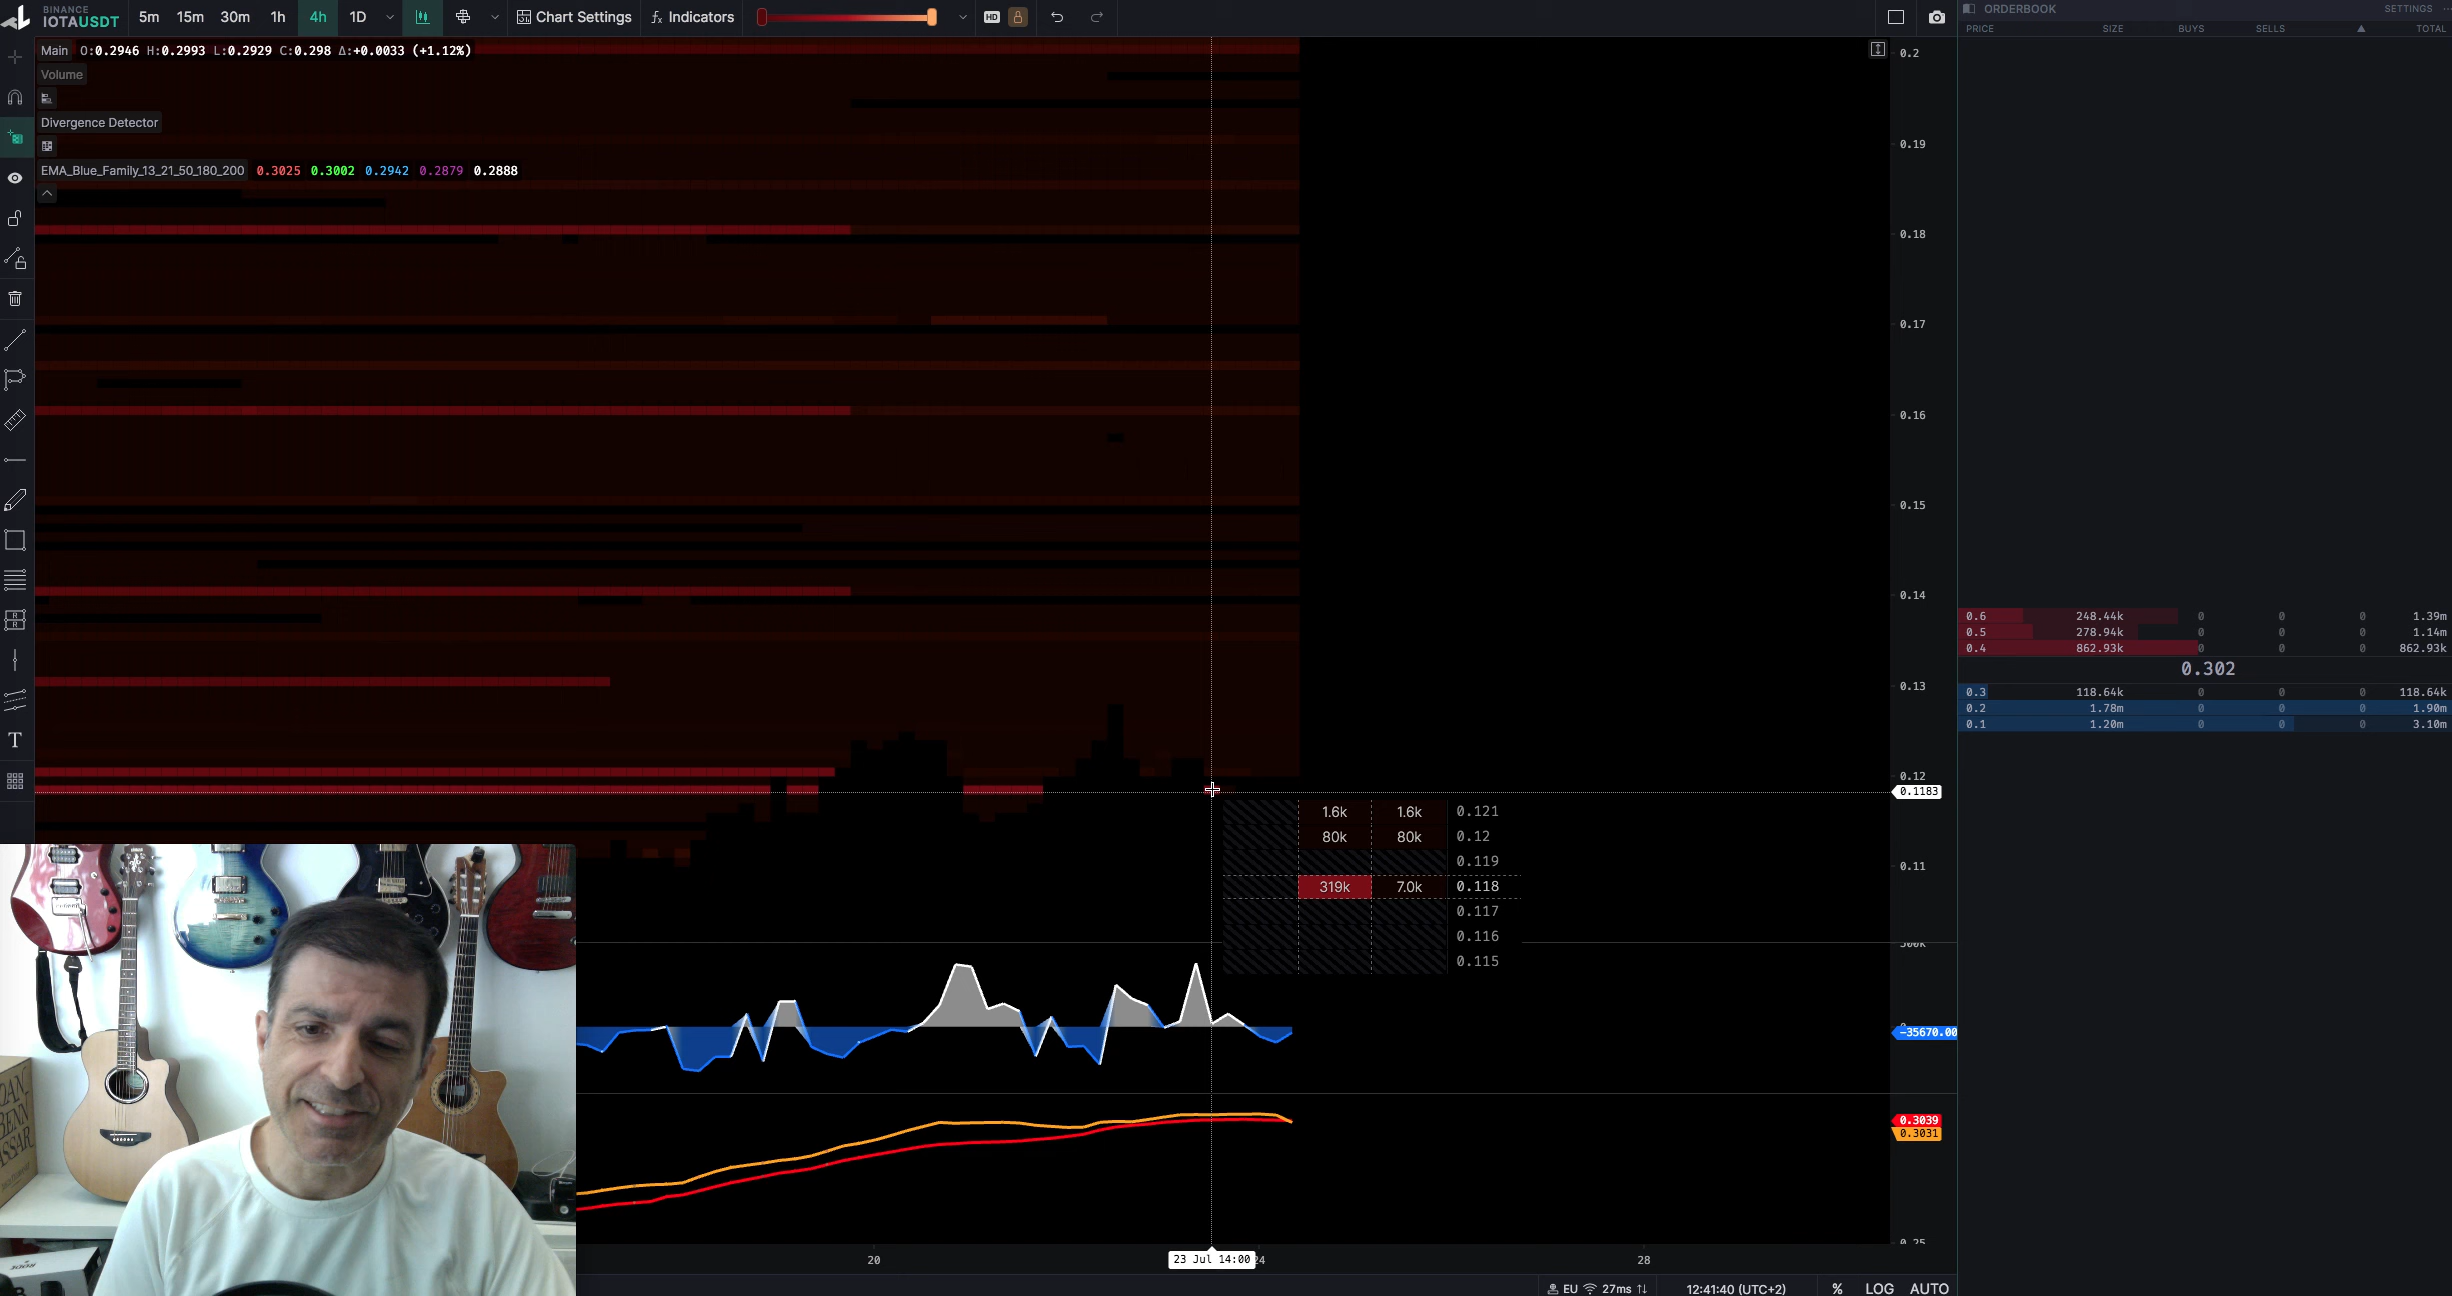 BINANCE
IOTAUSDT
5m 15m 30m 1h 4h 1D Chart Settings fx Indicators HD
Main O:0.2946 H:0.2993 L:0.2929 C:0.298 Δ:+0.0033 (+1.12%)
Volume
Divergence Detector
EMA_Blue_Family_13_21_50_180_200 0.3025 0.3002 0.2942 0.2879 0.2888
0.2
0.19
0.18
0.17
0.16
0.15
0.14
0.13
0.12
0.1183
0.11
1.6k 1.6k 0.121
80k 80k 0.12
0.119
319k 7.0k 0.118
0.117
0.116
0.115
-35670.00
0.3039
0.3031
20 23 Jul 14:00 28
EU 27ms 12:41:40 (UTC+2) % LOG AUTO
ORDERBOOK SETTINGS
PRICE SIZE BUYS SELLS ▲ TOTAL
0.6 248.44k 0 0 0 1.39m
0.5 278.94k 0 0 0 1.14m
0.4 862.93k 0 0 0 862.93k
0.302
0.3 118.64k 0 0 0 118.64k
0.2 1.78m 0 0 0 1.90m
0.1 1.20m 0 0 0 3.10m
T